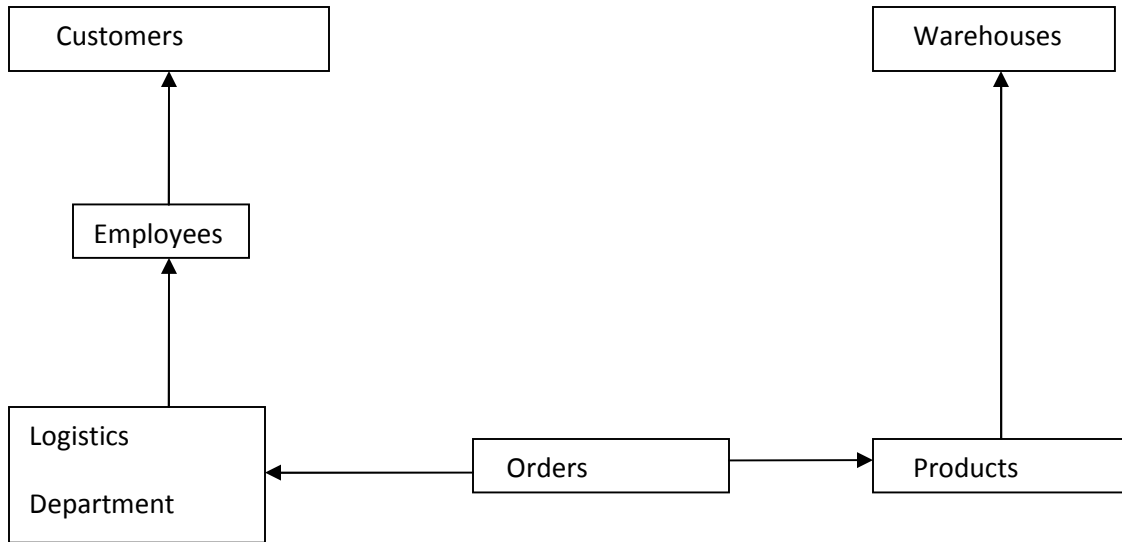 Customers
Warehouses
Employees
Logistics
Department
Orders
Products